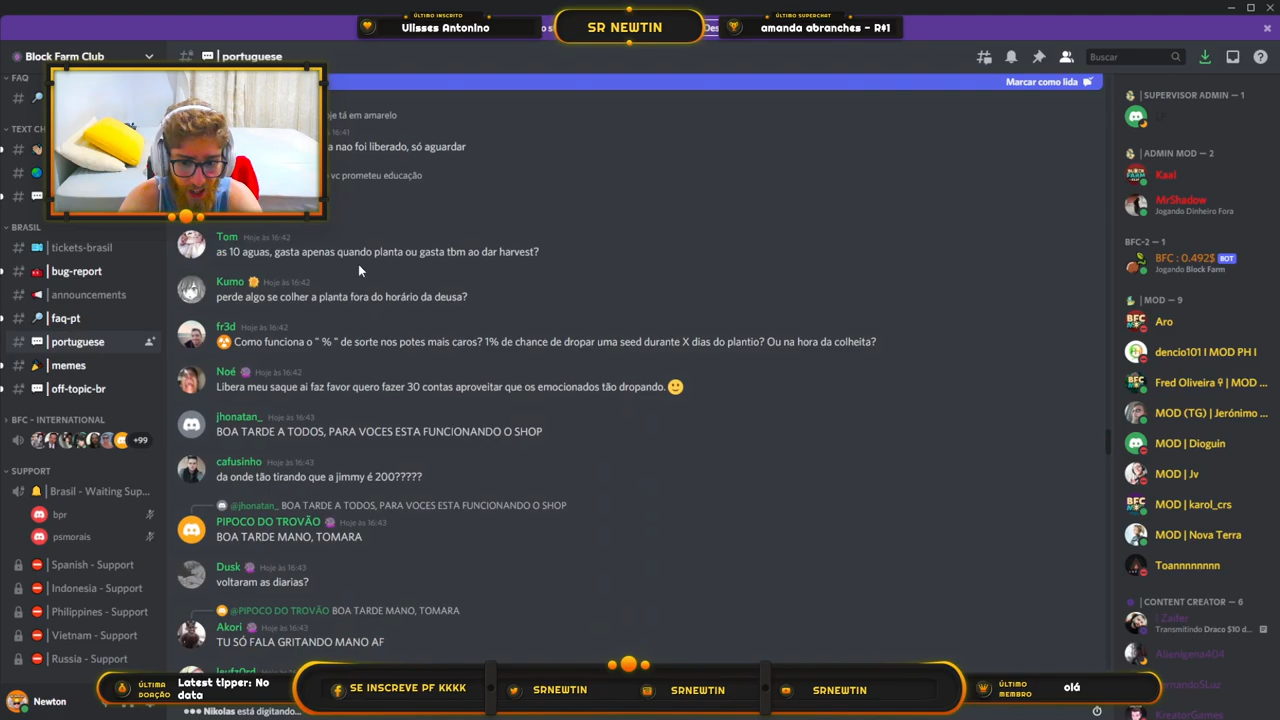 ÚLTIMO INSCRITO
Ulisses Antonino
SR NEWTIN
ÚLTIMO SUPERCHAT
amanda abranches – R$1
Block Farm Club
portuguese
Buscar
Marcar como lida
FAQ
je tá em amarelo
16:41
a nao foi liberado, só aguardar
vc prometeu educação
BRASIL
tickets-brasil
bug-report
announcements
faq-pt
portuguese
memes
off-topic-br
BFC - INTERNATIONAL
+99
SUPPORT
Brasil - Waiting Sup...
bpr
psmorais
Spanish - Support
Indonesia - Support
Philippines - Support
Vietnam - Support
Russia - Support
Newton
Tom Hoje às 16:42
as 10 aguas, gasta apenas quando planta ou gasta tbm ao dar harvest?
Kumo Hoje às 16:42
perde algo se colher a planta fora do horário da deusa?
fr3d Hoje às 16:42
Como funciona o " % " de sorte nos potes mais caros? 1% de chance de dropar uma seed durante X dias do plantio? Ou na hora da colheita?
Noé Hoje às 16:42
Libera meu saque ai faz favor quero fazer 30 contas aproveitar que os emocionados tão dropando.
jhonatan_ Hoje às 16:43
BOA TARDE A TODOS, PARA VOCES ESTA FUNCIONANDO O SHOP
cafusinho Hoje às 16:43
da onde tão tirando que a jimmy é 200?????
@jhonatan_ BOA TARDE A TODOS, PARA VOCES ESTA FUNCIONANDO O SHOP
PIPOCO DO TROVÃO Hoje às 16:43
BOA TARDE MANO, TOMARA
Dusk Hoje às 16:43
voltaram as diarias?
@PIPOCO DO TROVÃO BOA TARDE MANO, TOMARA
Akori Hoje às 16:43
TU SÓ FALA GRITANDO MANO AF
Nikolas está digitando...
| SUPERVISOR ADMIN — 1
| ADMIN MOD — 2
Kaal
MrShadow
Jogando Dinheiro Fora
BFC-2 — 1
BFC : 0.492$ BOT
Jogando Block Farm
| MOD — 9
Aro
dencio101 I MOD PH I
Fred Oliveira | MOD ...
MOD (TG) | Jerónimo ...
MOD | Dioguin
MOD | Jv
MOD | karol_crs
MOD | Nova Terra
Toannnnnnnn
| CONTENT CREATOR — 6
| Zaifer
Transmitindo Draco $10 d...
Alienigena404
KreatorGames
ÚLTIMA DOAÇÃO
Latest tipper: No data
SE INSCREVE PF KKKK
SRNEWTIN
SRNEWTIN
SRNEWTIN
ÚLTIMO MEMBRO
olá